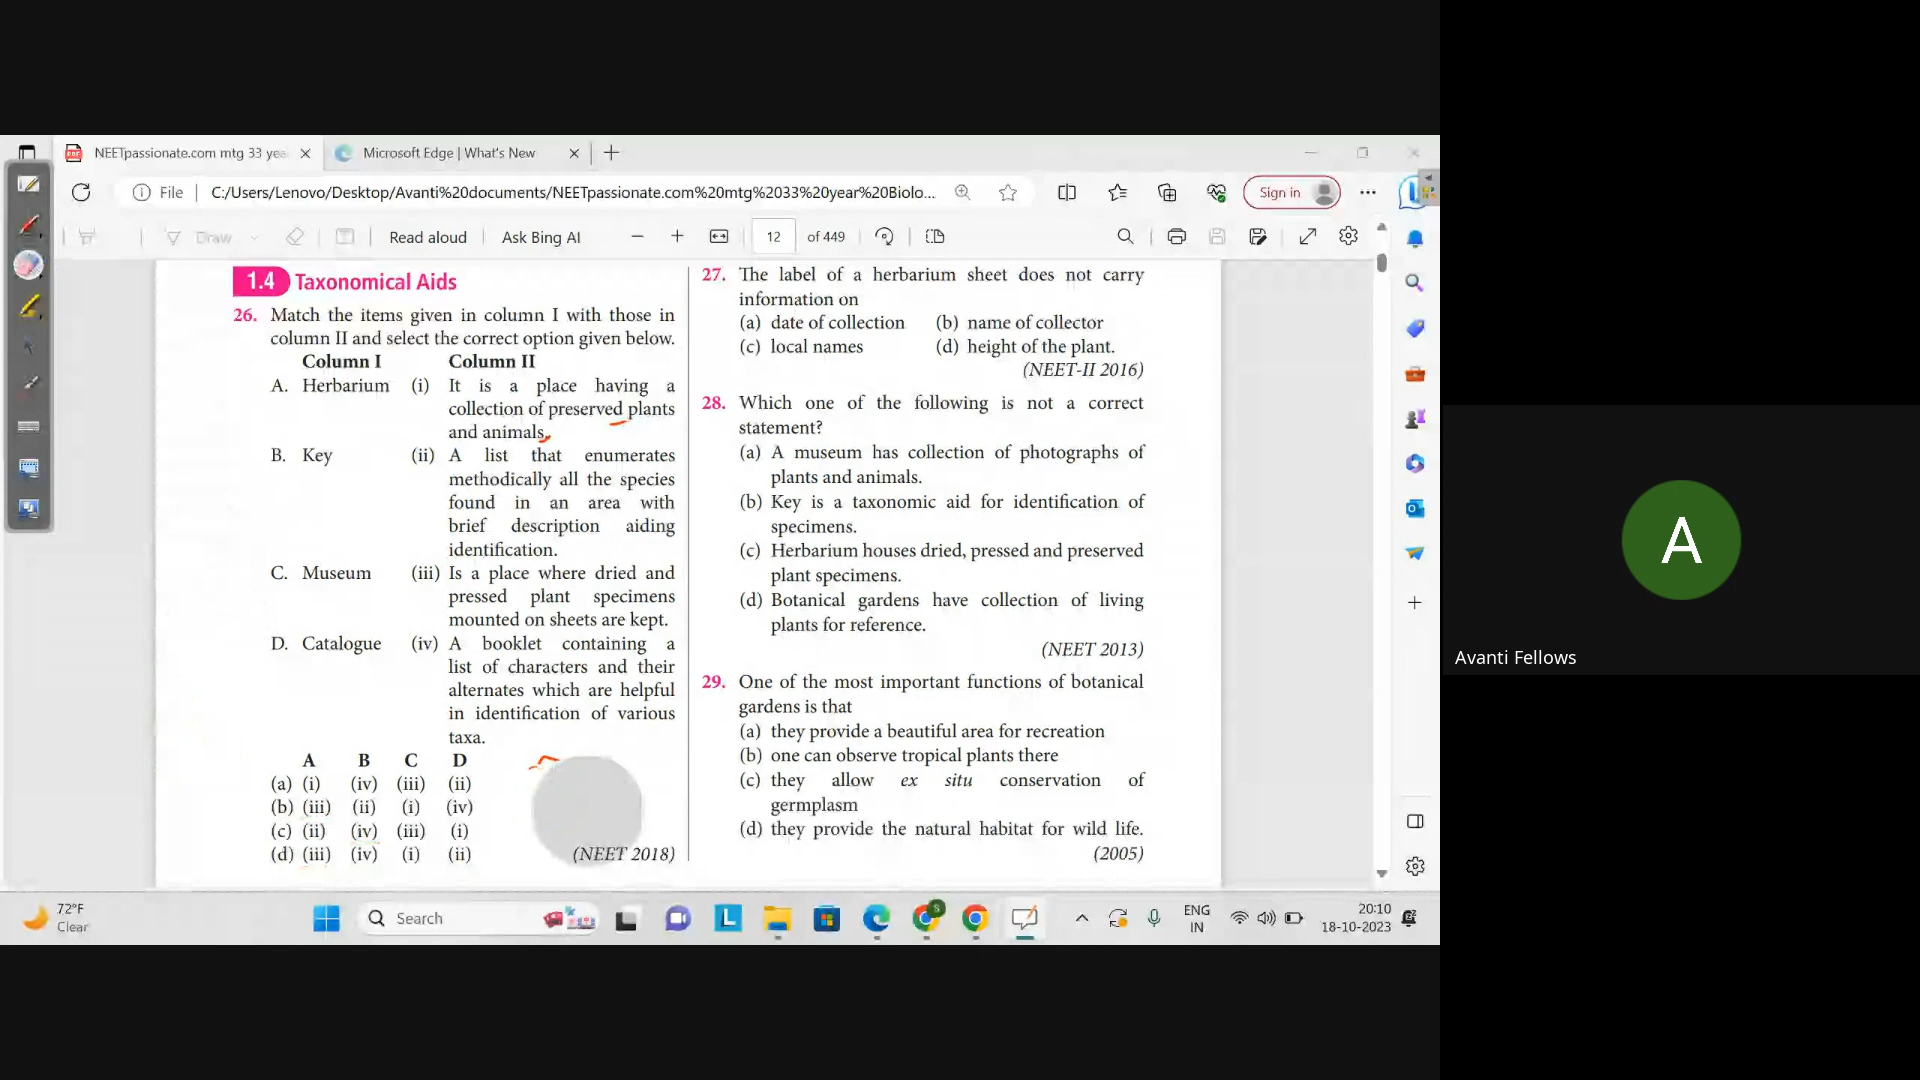 NEETpassionate.com mtg 33 yea
Microsoft Edge | What's New
File
C:/Users/Lenovo/Desktop/Avanti%20documents/NEETpassionate.com%20mtg%2033%20year%20Biolo...
Sign in
Draw
Read aloud
Ask Bing AI
12
of 449
1.4 Taxonomical Aids
26. Match the items given in column I with those in
column II and select the correct option given below.
Column I Column II
A. Herbarium (i) It is a place having a
collection of preserved plants
and animals.
B. Key (ii) A list that enumerates
methodically all the species
found in an area with
brief description aiding
identification.
C. Museum (iii) Is a place where dried and
pressed plant specimens
mounted on sheets are kept.
D. Catalogue (iv) A booklet containing a
list of characters and their
alternates which are helpful
in identification of various
taxa.
A B C D
(a) (i) (iv) (iii) (ii)
(b) (iii) (ii) (i) (iv)
(c) (ii) (iv) (iii) (i)
(d) (iii) (iv) (i) (ii)
(NEET 2018)
27. The label of a herbarium sheet does not carry
information on
(a) date of collection (b) name of collector
(c) local names (d) height of the plant.
(NEET-II 2016)
28. Which one of the following is not a correct
statement?
(a) A museum has collection of photographs of
plants and animals.
(b) Key is a taxonomic aid for identification of
specimens.
(c) Herbarium houses dried, pressed and preserved
plant specimens.
(d) Botanical gardens have collection of living
plants for reference.
(NEET 2013)
29. One of the most important functions of botanical
gardens is that
(a) they provide a beautiful area for recreation
(b) one can observe tropical plants there
(c) they allow ex situ conservation of
germplasm
(d) they provide the natural habitat for wild life.
(2005)
A
Avanti Fellows
72°F
Clear
Search
ENG
IN
20:10
18-10-2023